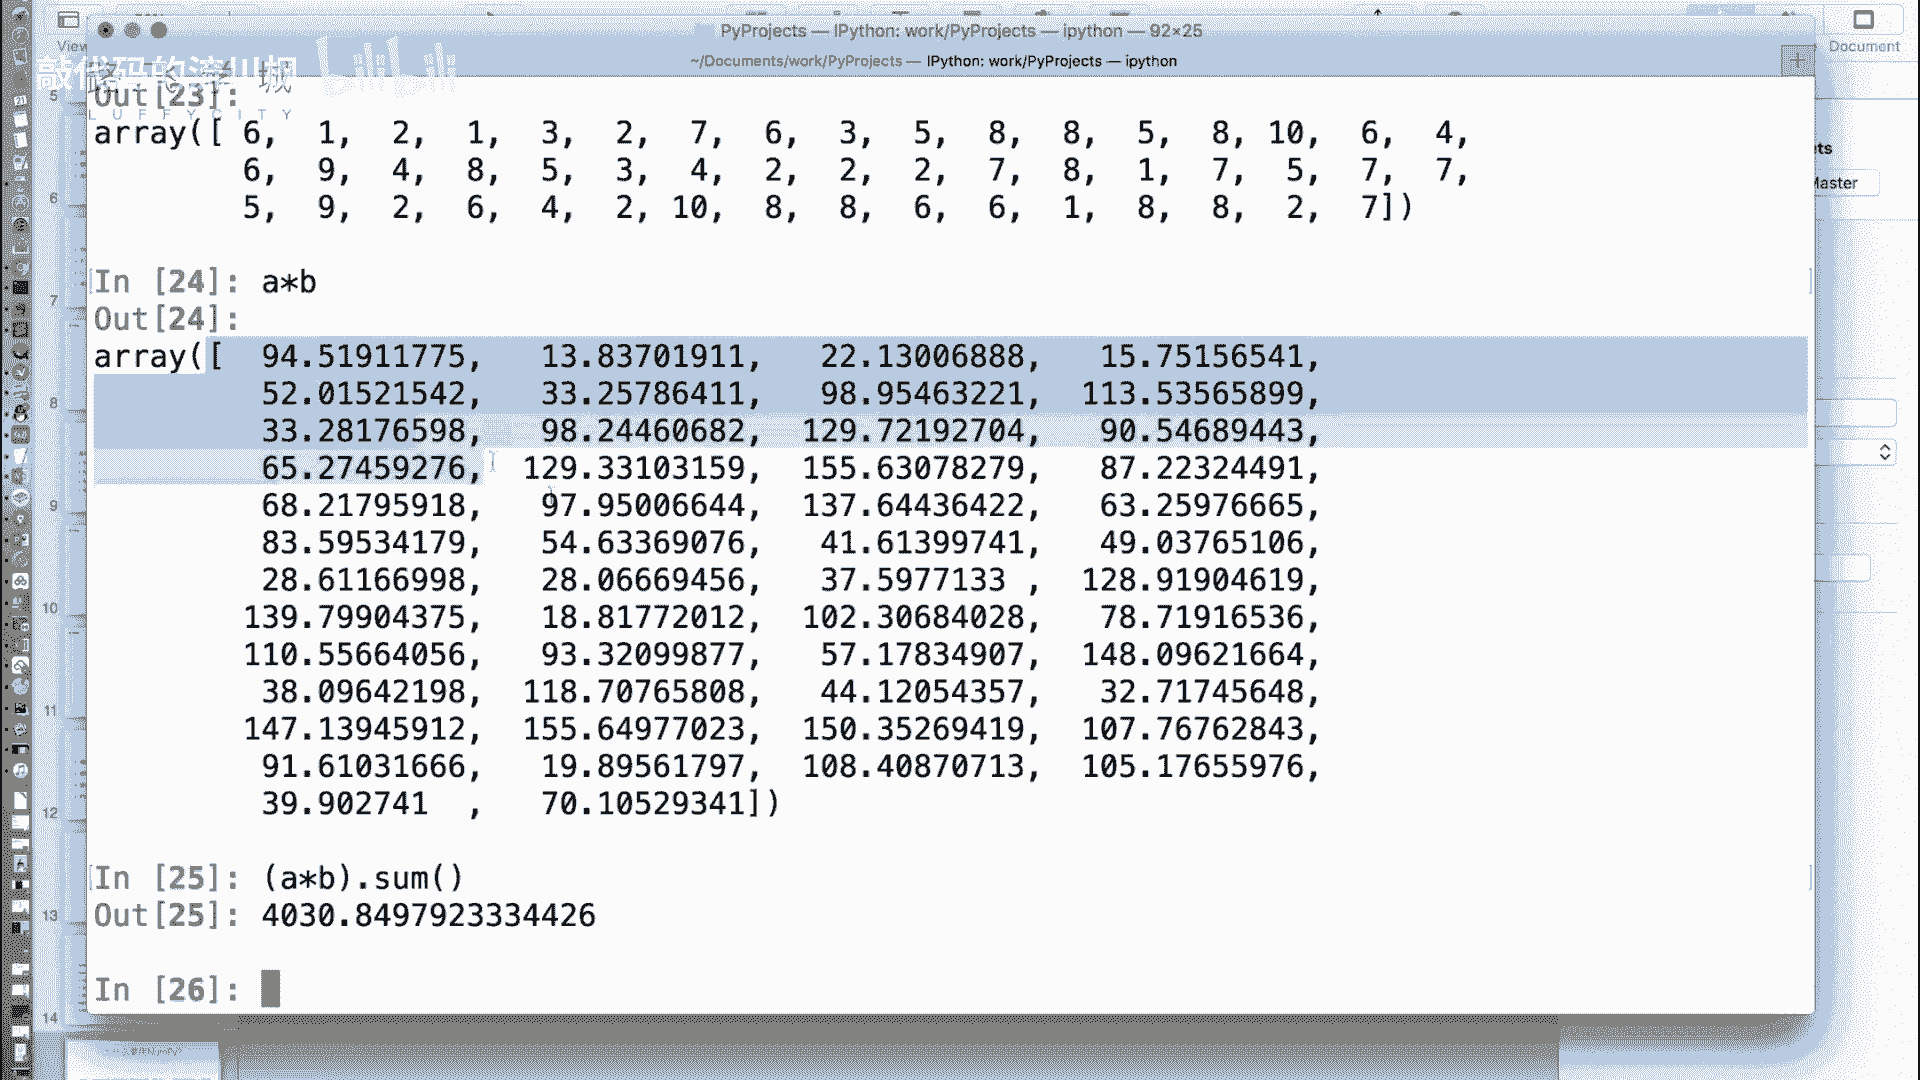 PyProjects — IPython: work/PyProjects — ipython — 92×25
View
Document
~/Documents/work/PyProjects — IPython: work/PyProjects — ipython
+
敲代码的
LUFFYCITY
Out[23]:
array([ 6, 1, 2, 1, 3, 2, 7, 6, 3, 5, 8, 8, 5, 8, 10, 6, 4,
6, 9, 4, 8, 5, 3, 4, 2, 2, 2, 7, 8, 1, 7, 5, 7, 7,
5, 9, 2, 6, 4, 2, 10, 8, 8, 6, 6, 1, 8, 8, 2, 7])
Master
In [24]: a*b
Out[24]:
array([ 94.51911775, 13.83701911, 22.13006888, 15.75156541,
52.01521542, 33.25786411, 98.95463221, 113.53565899,
33.28176598, 98.24460682, 129.72192704, 90.54689443,
65.27459276, 129.33103159, 155.63078279, 87.22324491,
68.21795918, 97.95006644, 137.64436422, 63.25976665,
83.59534179, 54.63369076, 41.61399741, 49.03765106,
28.61166998, 28.06669456, 37.5977133 , 128.91904619,
139.79904375, 18.81772012, 102.30684028, 78.71916536,
110.55664056, 93.32099877, 57.17834907, 148.09621664,
38.09642198, 118.70765808, 44.12054357, 32.71745648,
147.13945912, 155.64977023, 150.35269419, 107.76762843,
91.61031666, 19.89561797, 108.40870713, 105.17655976,
39.902741 , 70.10529341])
In [25]: (a*b).sum()
Out[25]: 4030.8497923334426
In [26]:
5
6
7
8
9
10
11
12
13
14